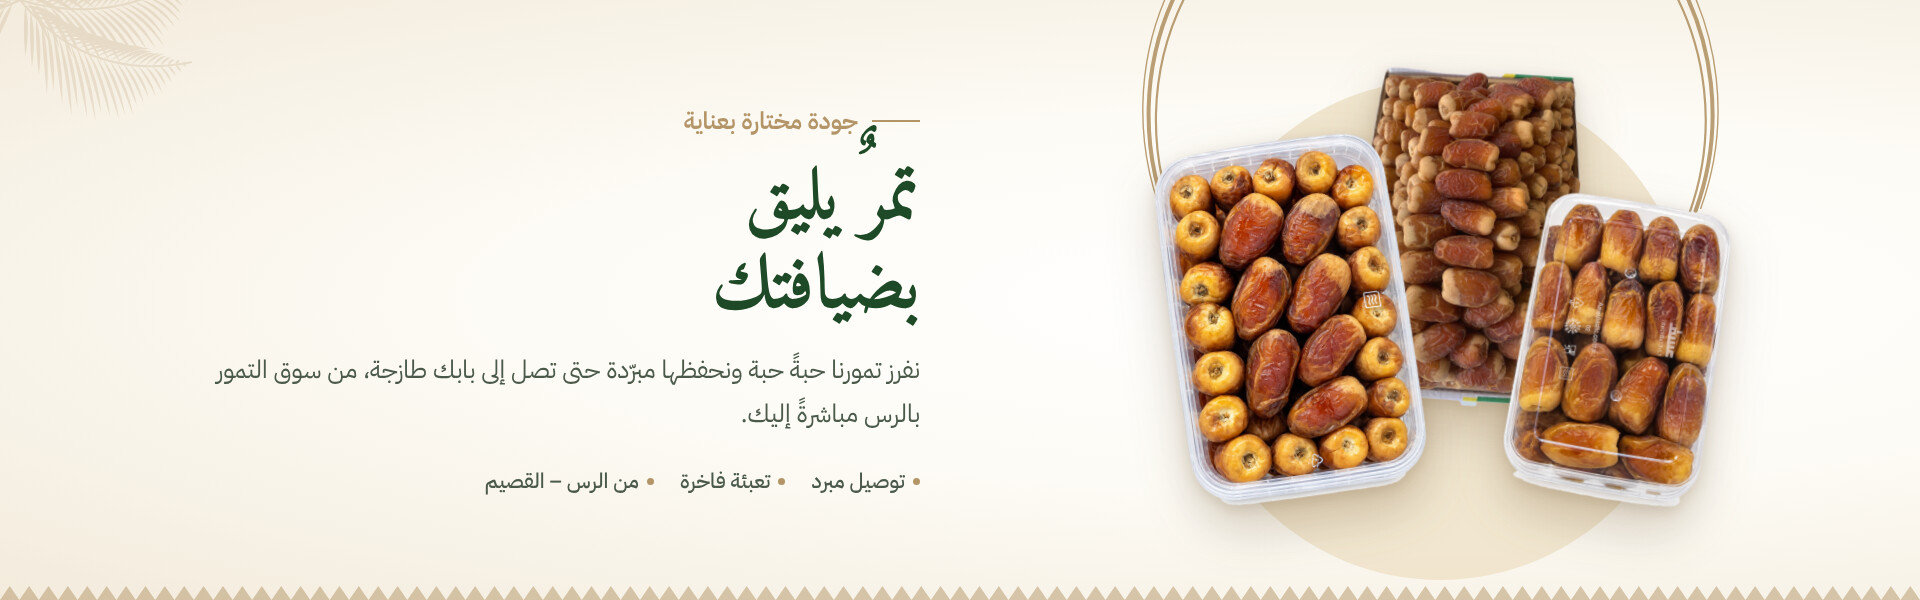 جودة مختارة بعناية
تمرٌ يليق
بضيافتك
نفرز تمورنا حبةً حبة ونحفظها مبرّدة حتى تصل إلى بابك طازجة، من سوق التمور
بالرس مباشرةً إليك.
• توصيل مبرد • تعبئة فاخرة • من الرس – القصيم